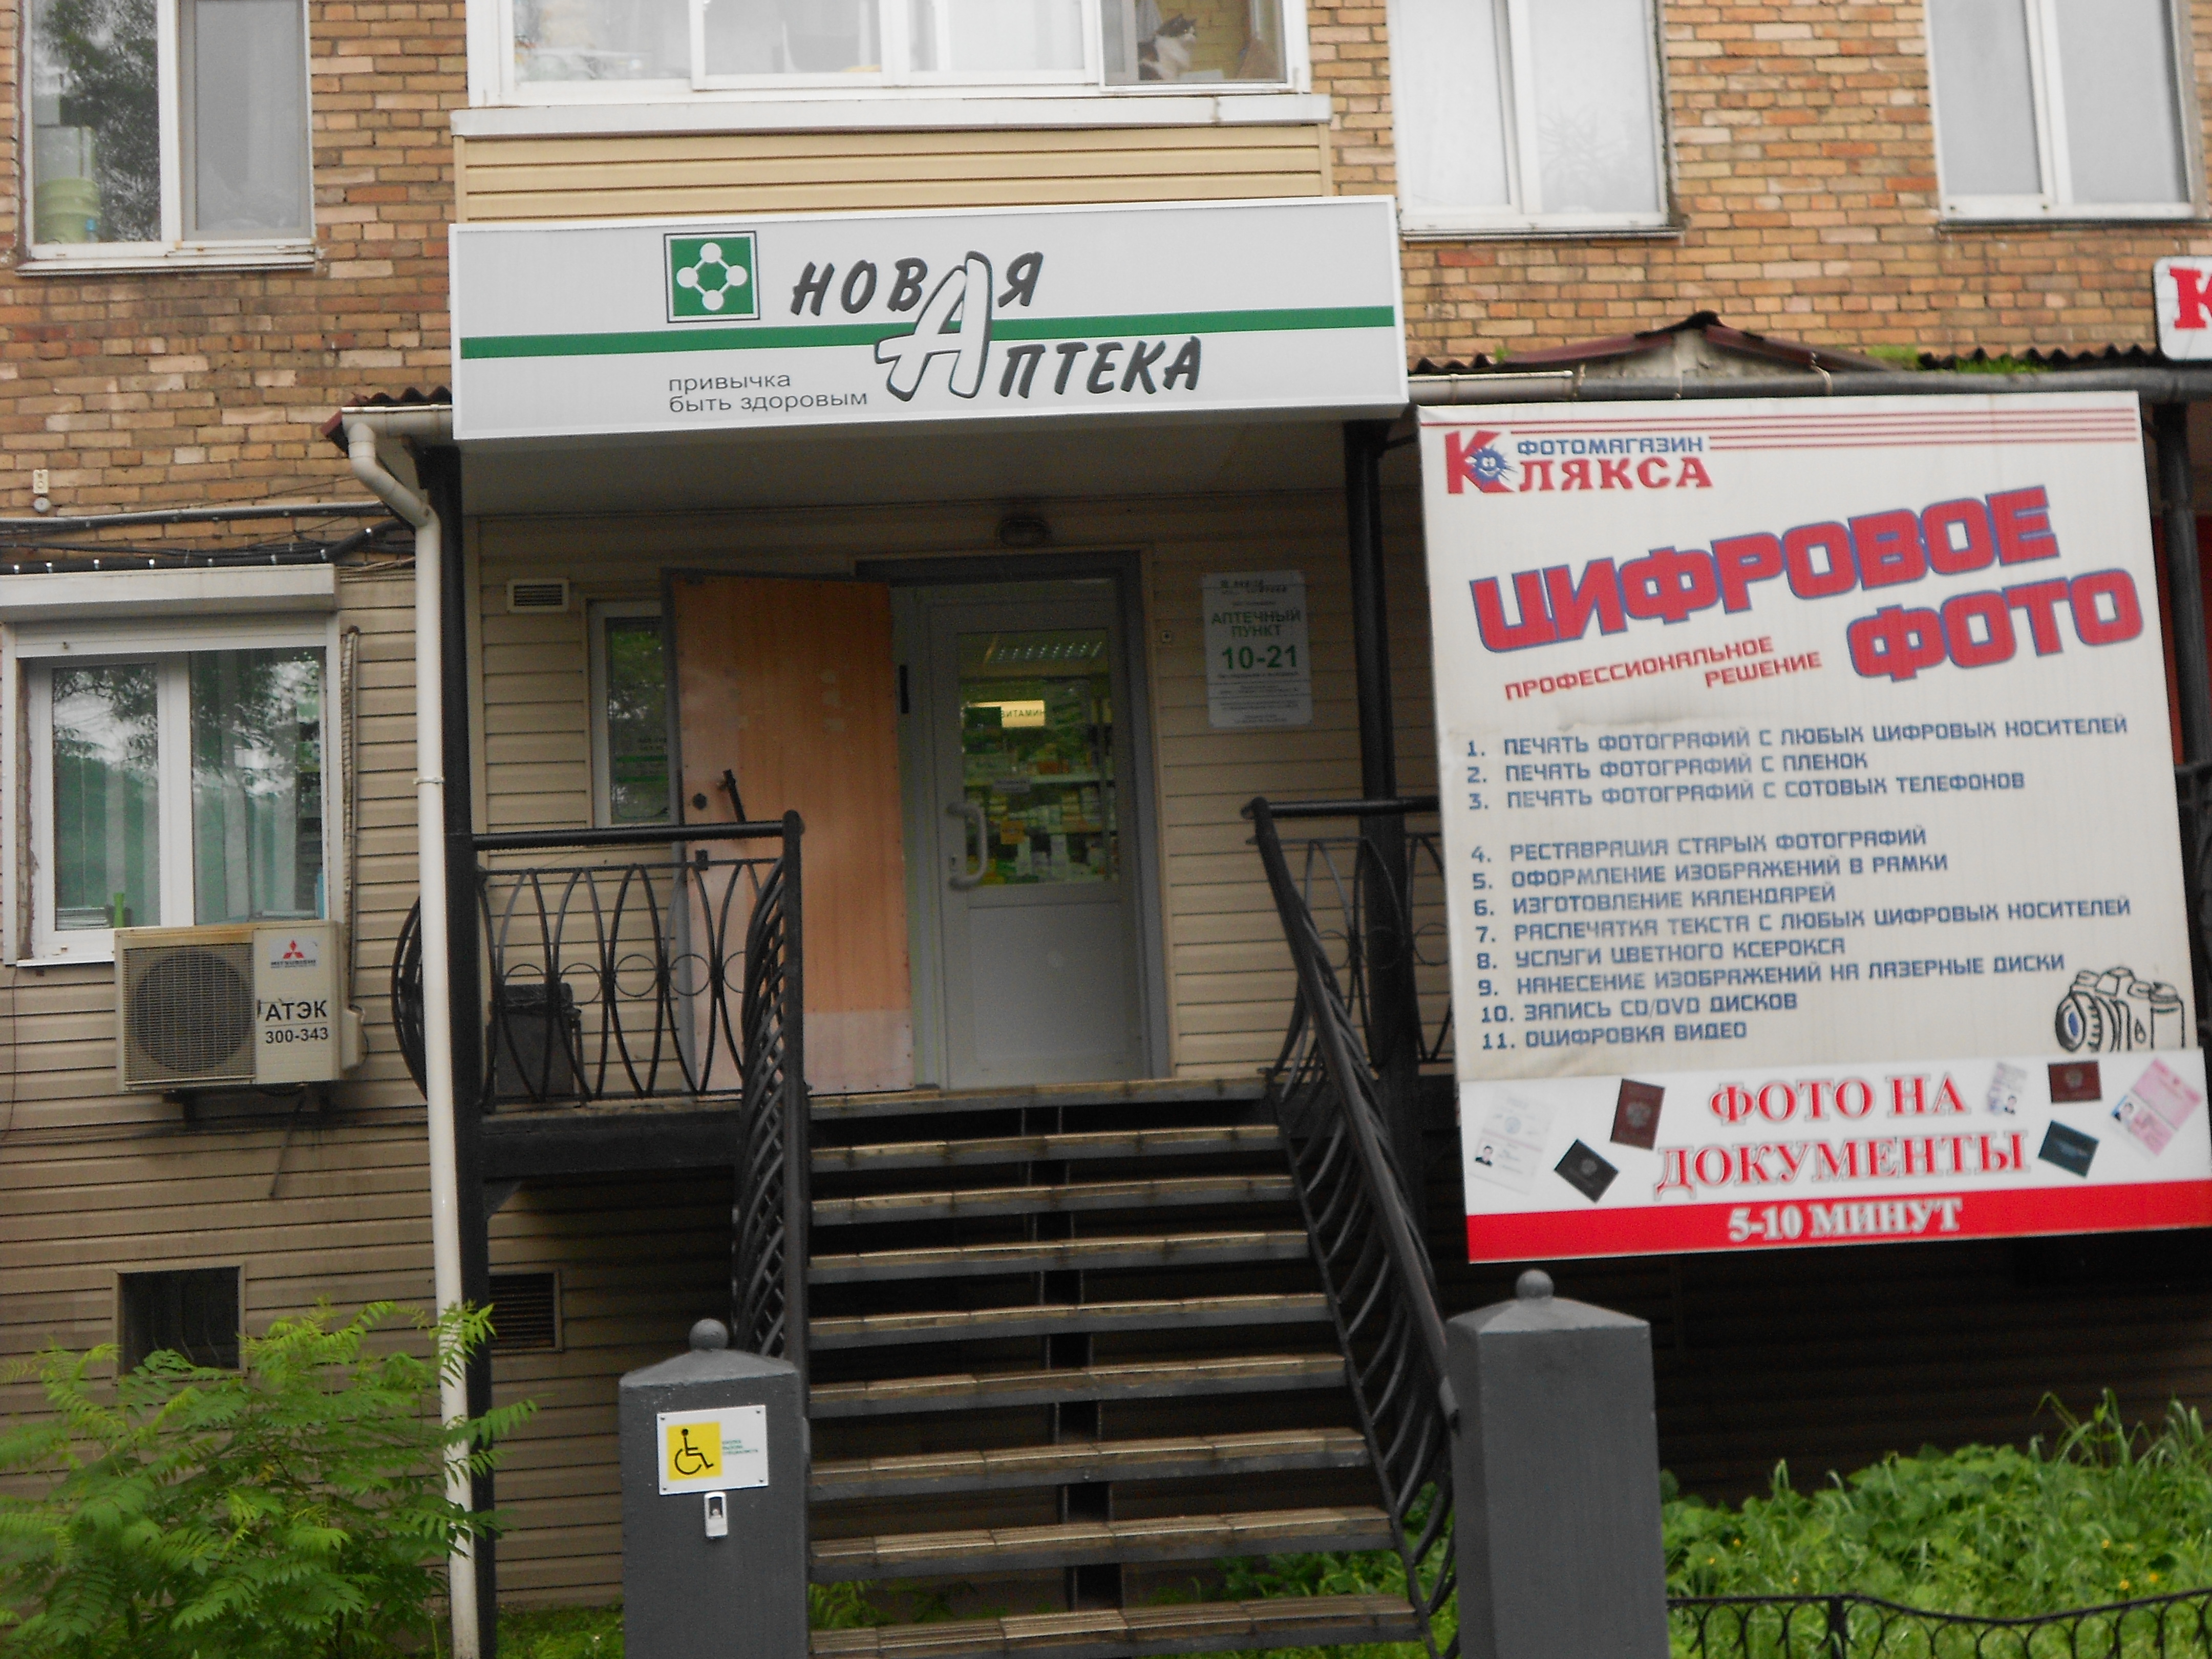 НОВАЯ
АПТЕКА
привычка
быть здоровым
К
ФОТОМАГАЗИН
КЛЯКСА
ЦИФРОВОЕ
ФОТО
ПРОФЕССИОНАЛЬНОЕ
РЕШЕНИЕ
1. ПЕЧАТЬ ФОТОГРАФИЙ С ЛЮБЫХ ЦИФРОВЫХ НОСИТЕЛЕЙ
2. ПЕЧАТЬ ФОТОГРАФИЙ С ПЛЕНОК
3. ПЕЧАТЬ ФОТОГРАФИЙ С СОТОВЫХ ТЕЛЕФОНОВ
4. РЕСТАВРАЦИЯ СТАРЫХ ФОТОГРАФИЙ
5. ОФОРМЛЕНИЕ ИЗОБРАЖЕНИЙ В РАМКИ
6. ИЗГОТОВЛЕНИЕ КАЛЕНДАРЕЙ
7. РАСПЕЧАТКА ТЕКСТА С ЛЮБЫХ ЦИФРОВЫХ НОСИТЕЛЕЙ
8. УСЛУГИ ЦВЕТНОГО КСЕРОКСА
9. НАНЕСЕНИЕ ИЗОБРАЖЕНИЙ НА ЛАЗЕРНЫЕ ДИСКИ
10. ЗАПИСЬ CD/DVD ДИСКОВ
11. ОЦИФРОВКА ВИДЕО
ФОТО НА
ДОКУМЕНТЫ
5-10 МИНУТ
АПТЕЧНЫЙ
ПУНКТ
10-21
ВИТАМИН
MITSUBISHI
АТЭК
300-343